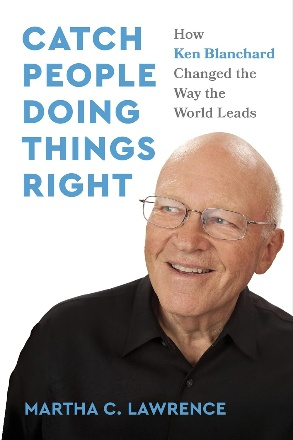 CATCH
PEOPLE
DOING
THINGS
RIGHT
How
Ken Blanchard
Changed the
Way the
World Leads
MARTHA C. LAWRENCE